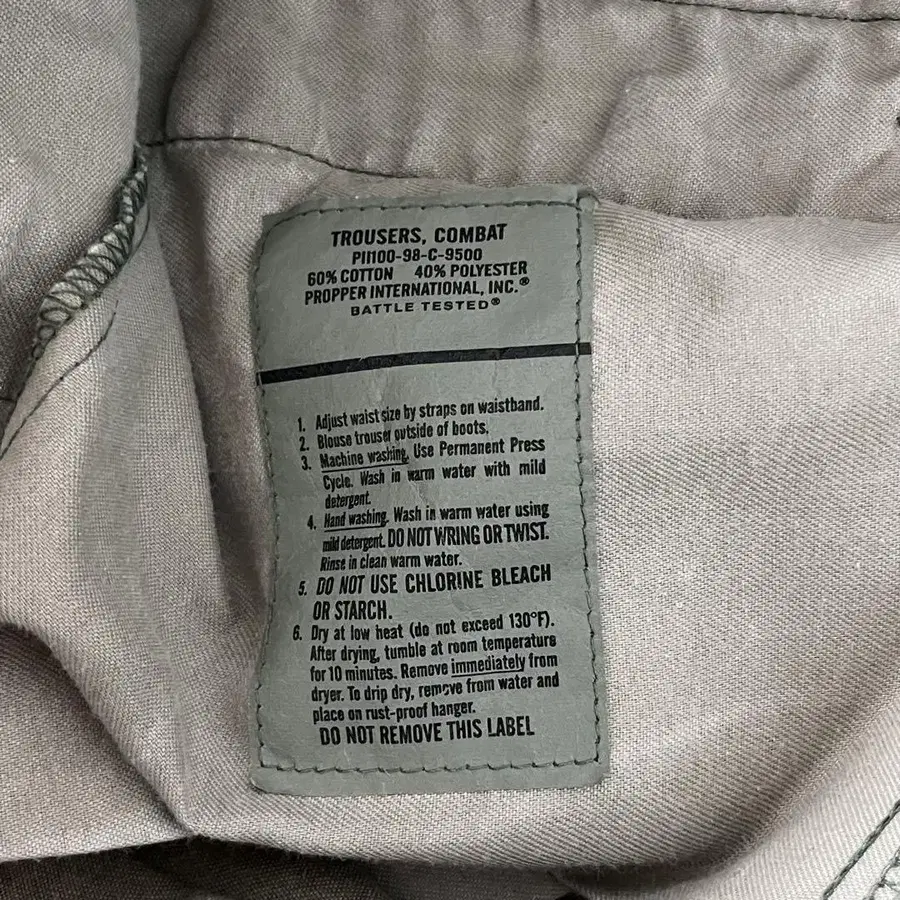 TROUSERS, COMBAT
PI1100-98-C-9500
60% COTTON 40% POLYESTER
PROPPER INTERNATIONAL, INC.®
BATTLE TESTED®
1. Adjust waist size by straps on waistband.
2. Blouse trouser outside of boots.
3. Machine washing. Use Permanent Press
Cycle. Wash in warm water with mild
detergent.
4. Hand washing. Wash in warm water using
mild detergent. DO NOT WRING OR TWIST.
Rinse in clean warm water.
5. DO NOT USE CHLORINE BLEACH
OR STARCH.
6. Dry at low heat (do not exceed 130°F).
After drying, tumble at room temperature
for 10 minutes. Remove immediately from
dryer. To drip dry, remove from water and
place on rust-proof hanger.
DO NOT REMOVE THIS LABEL